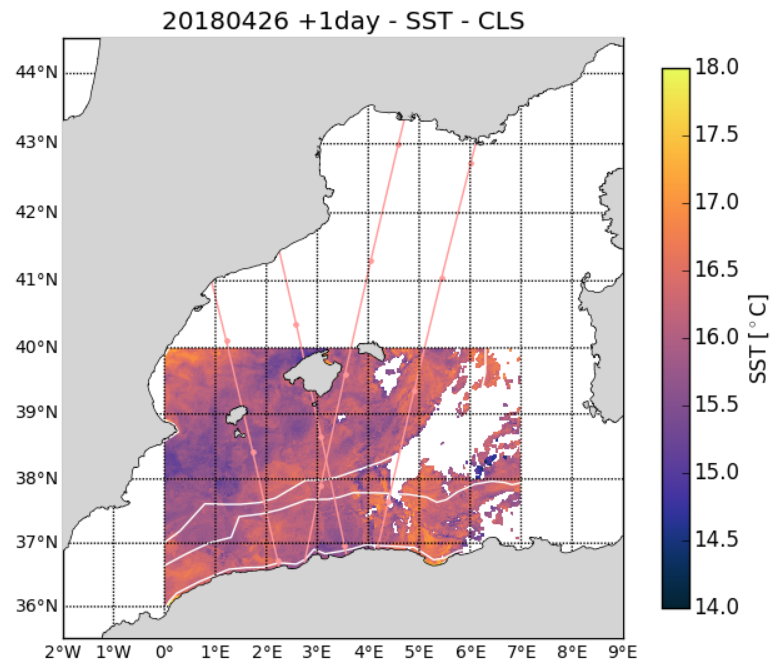 20180426 +1day - SST - CLS
44°N
43°N
42°N
41°N
40°N
39°N
38°N
37°N
36°N
2°W 1°W 0° 1°E 2°E 3°E 4°E 5°E 6°E 7°E 8°E 9°E
18.0
17.5
17.0
16.5
16.0
15.5
15.0
14.5
14.0
SST [°C]